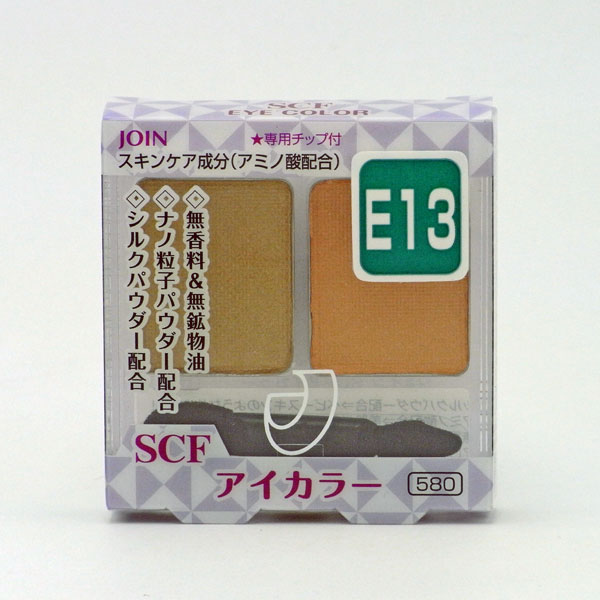 SCF
EYE COLOR
JOIN
★専用チップ付
スキンケア成分(アミノ酸配合)
E13
◈無香料&無鉱物油
◈ナノ粒子パウダー配合
◈シルクパウダー配合
SCF
アイカラー
580